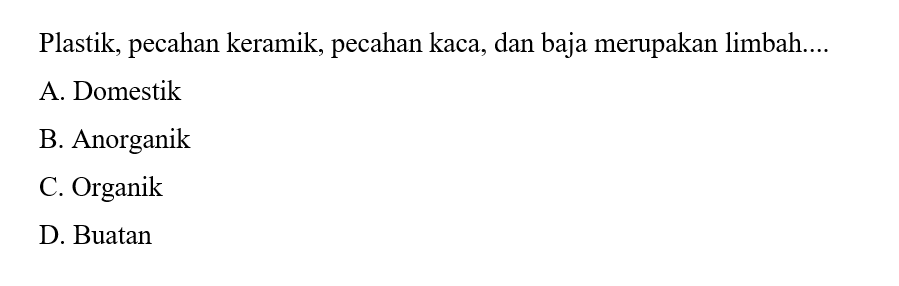 Plastik, pecahan keramik, pecahan kaca, dan baja merupakan limbah....
A. Domestik
B. Anorganik
C. Organik
D. Buatan